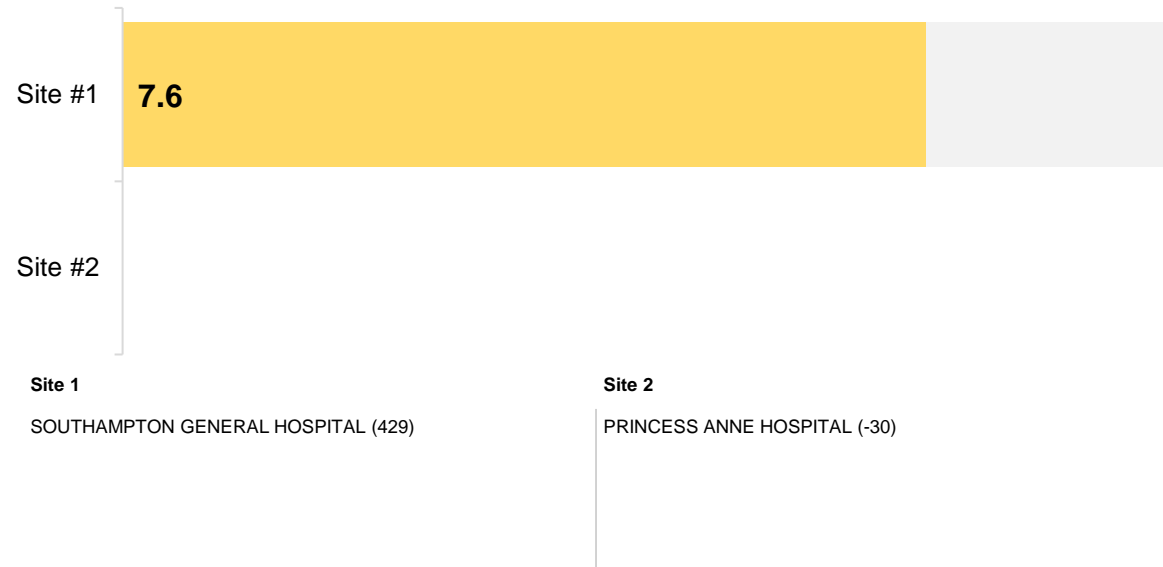 Site #1
7.6
Site #2
Site 1
Site 2
SOUTHAMPTON GENERAL HOSPITAL (429)
PRINCESS ANNE HOSPITAL (-30)